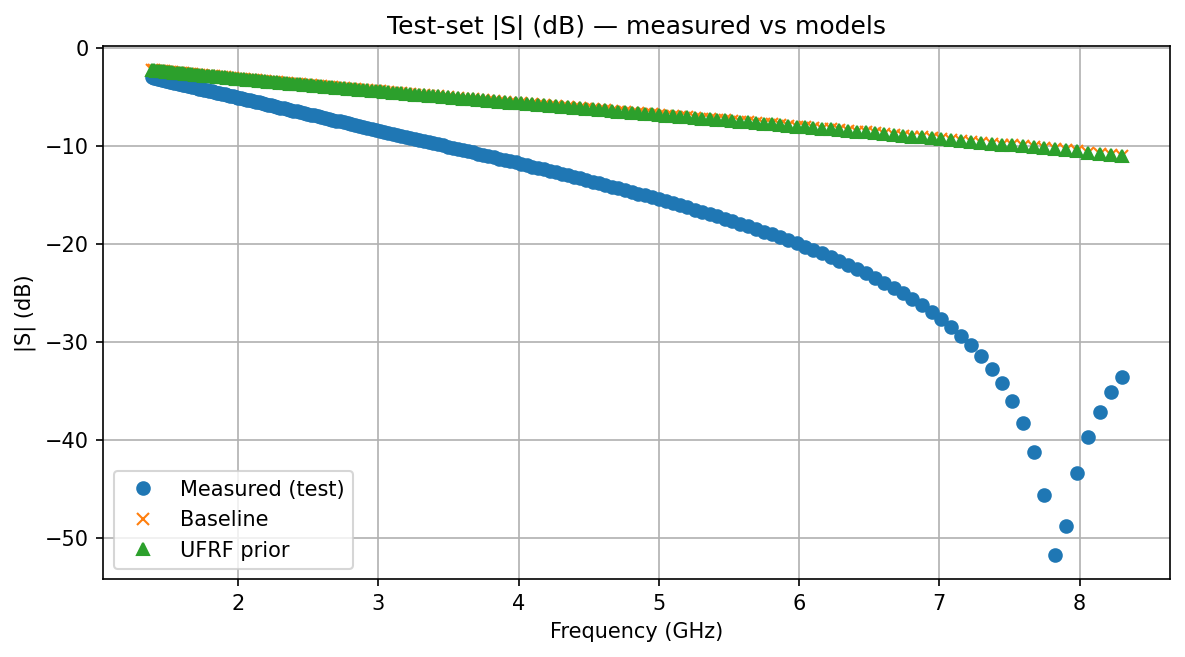 Test-set |S| (dB) — measured vs models
|S| (dB)
0
−10
−20
−30
−40
−50
Measured (test)
Baseline
UFRF prior
2 3 4 5 6 7 8
Frequency (GHz)